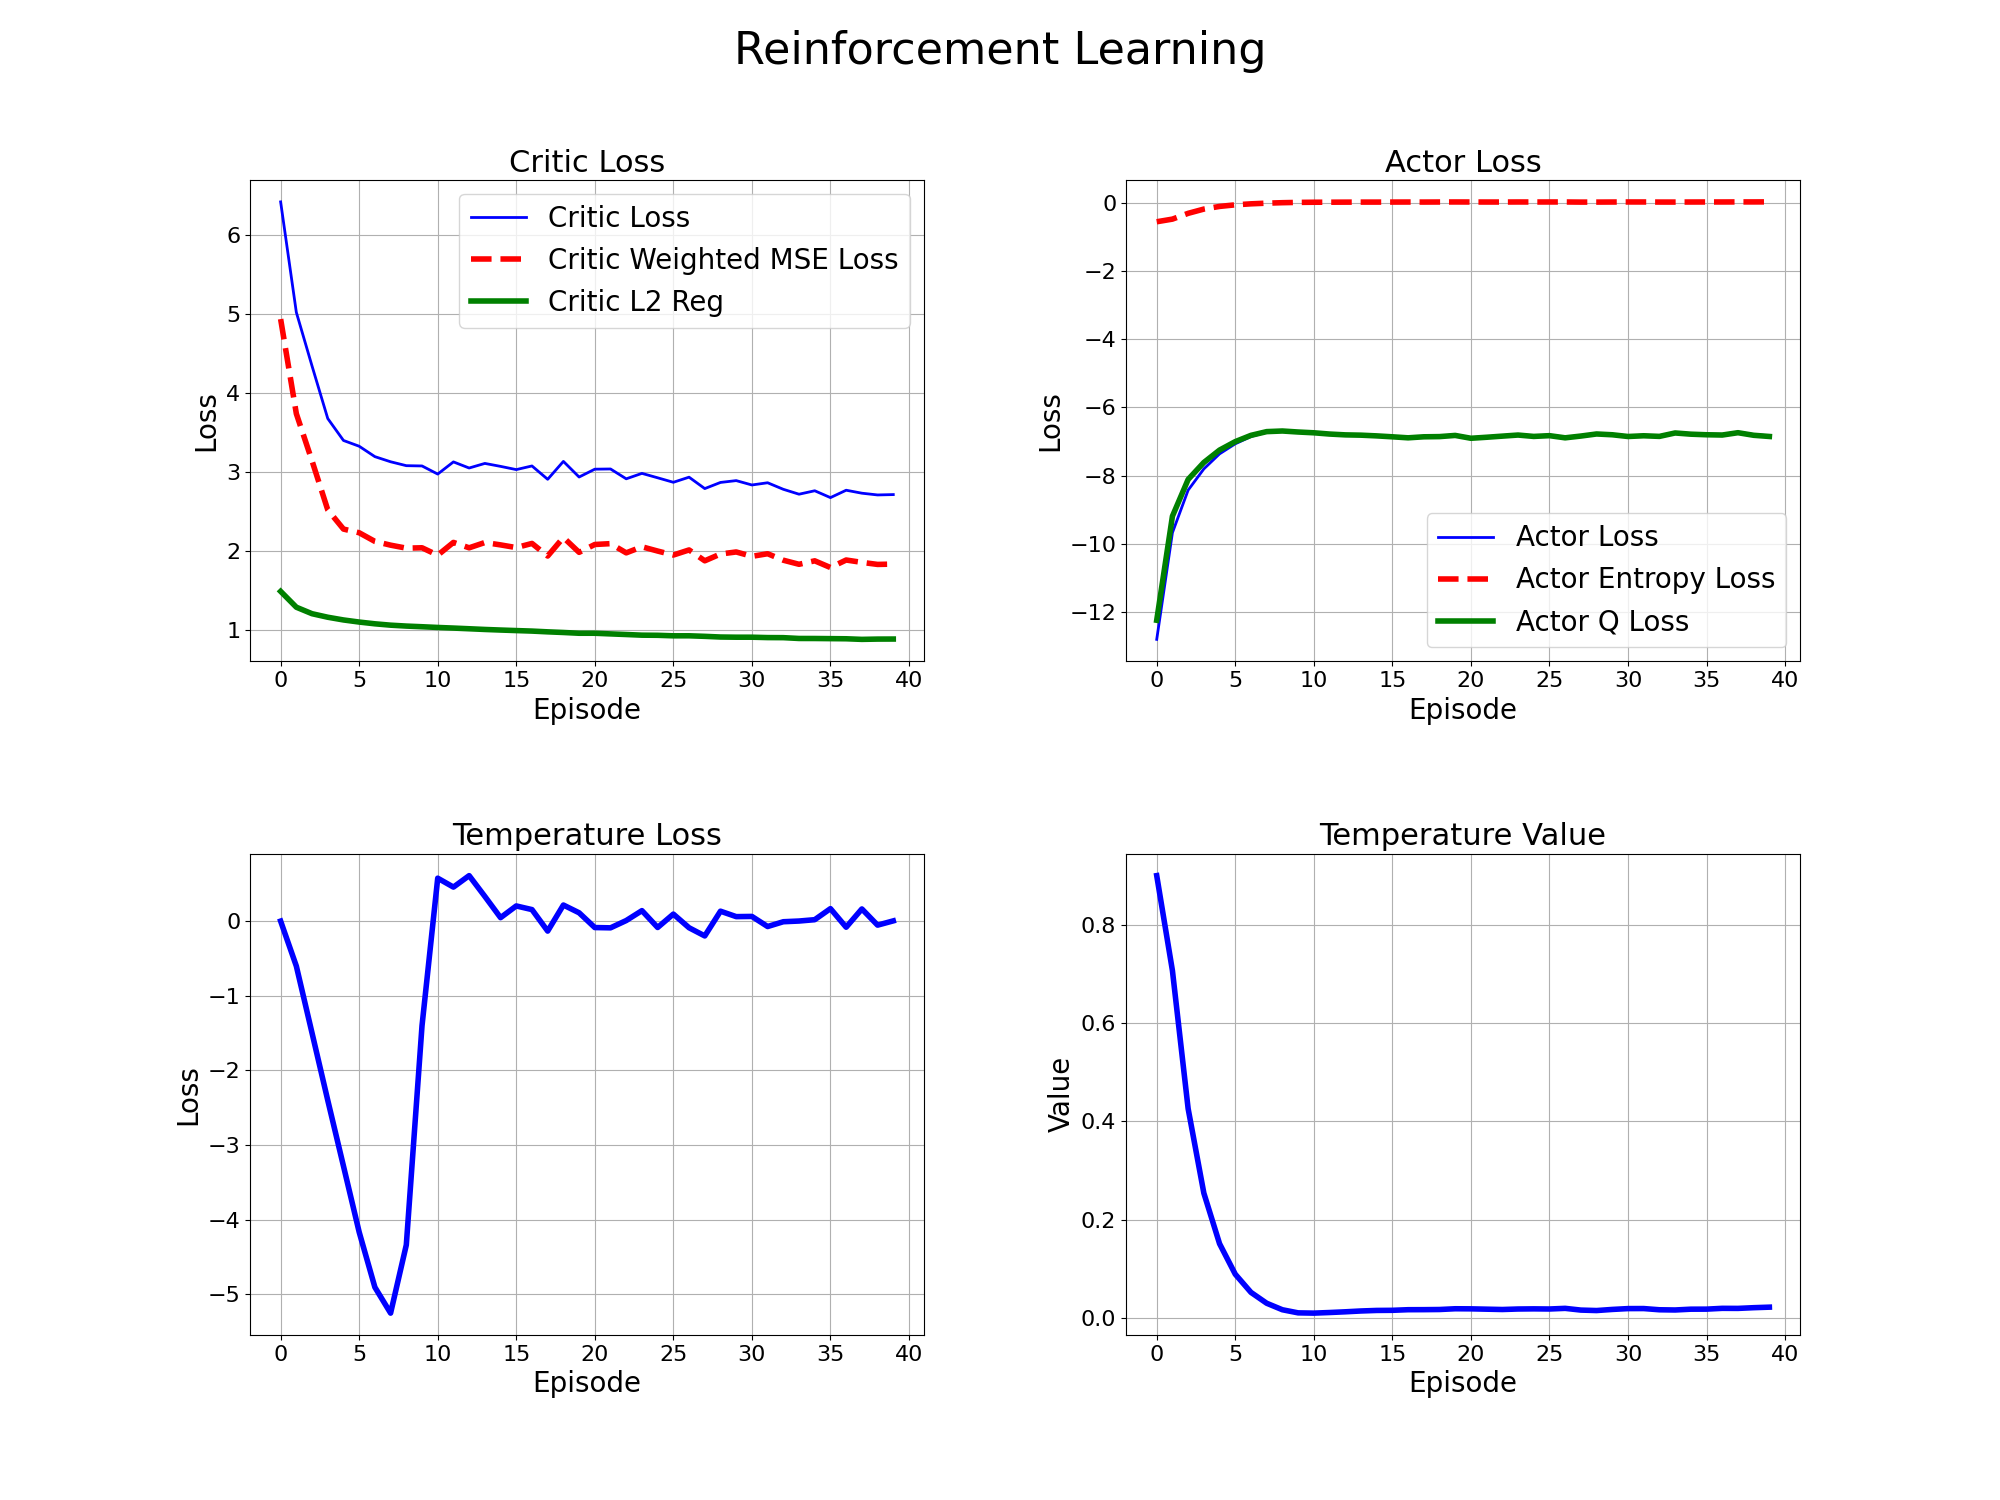 Reinforcement Learning
Critic Loss
Critic Loss
Critic Weighted MSE Loss
Critic L2 Reg
Loss
6
5
4
3
2
1
0 5 10 15 20 25 30 35 40
Episode
Actor Loss
Actor Loss
Actor Entropy Loss
Actor Q Loss
Loss
0
−2
−4
−6
−8
−10
−12
0 5 10 15 20 25 30 35 40
Episode
Temperature Loss
Loss
0
−1
−2
−3
−4
−5
0 5 10 15 20 25 30 35 40
Episode
Temperature Value
Value
0.8
0.6
0.4
0.2
0.0
0 5 10 15 20 25 30 35 40
Episode